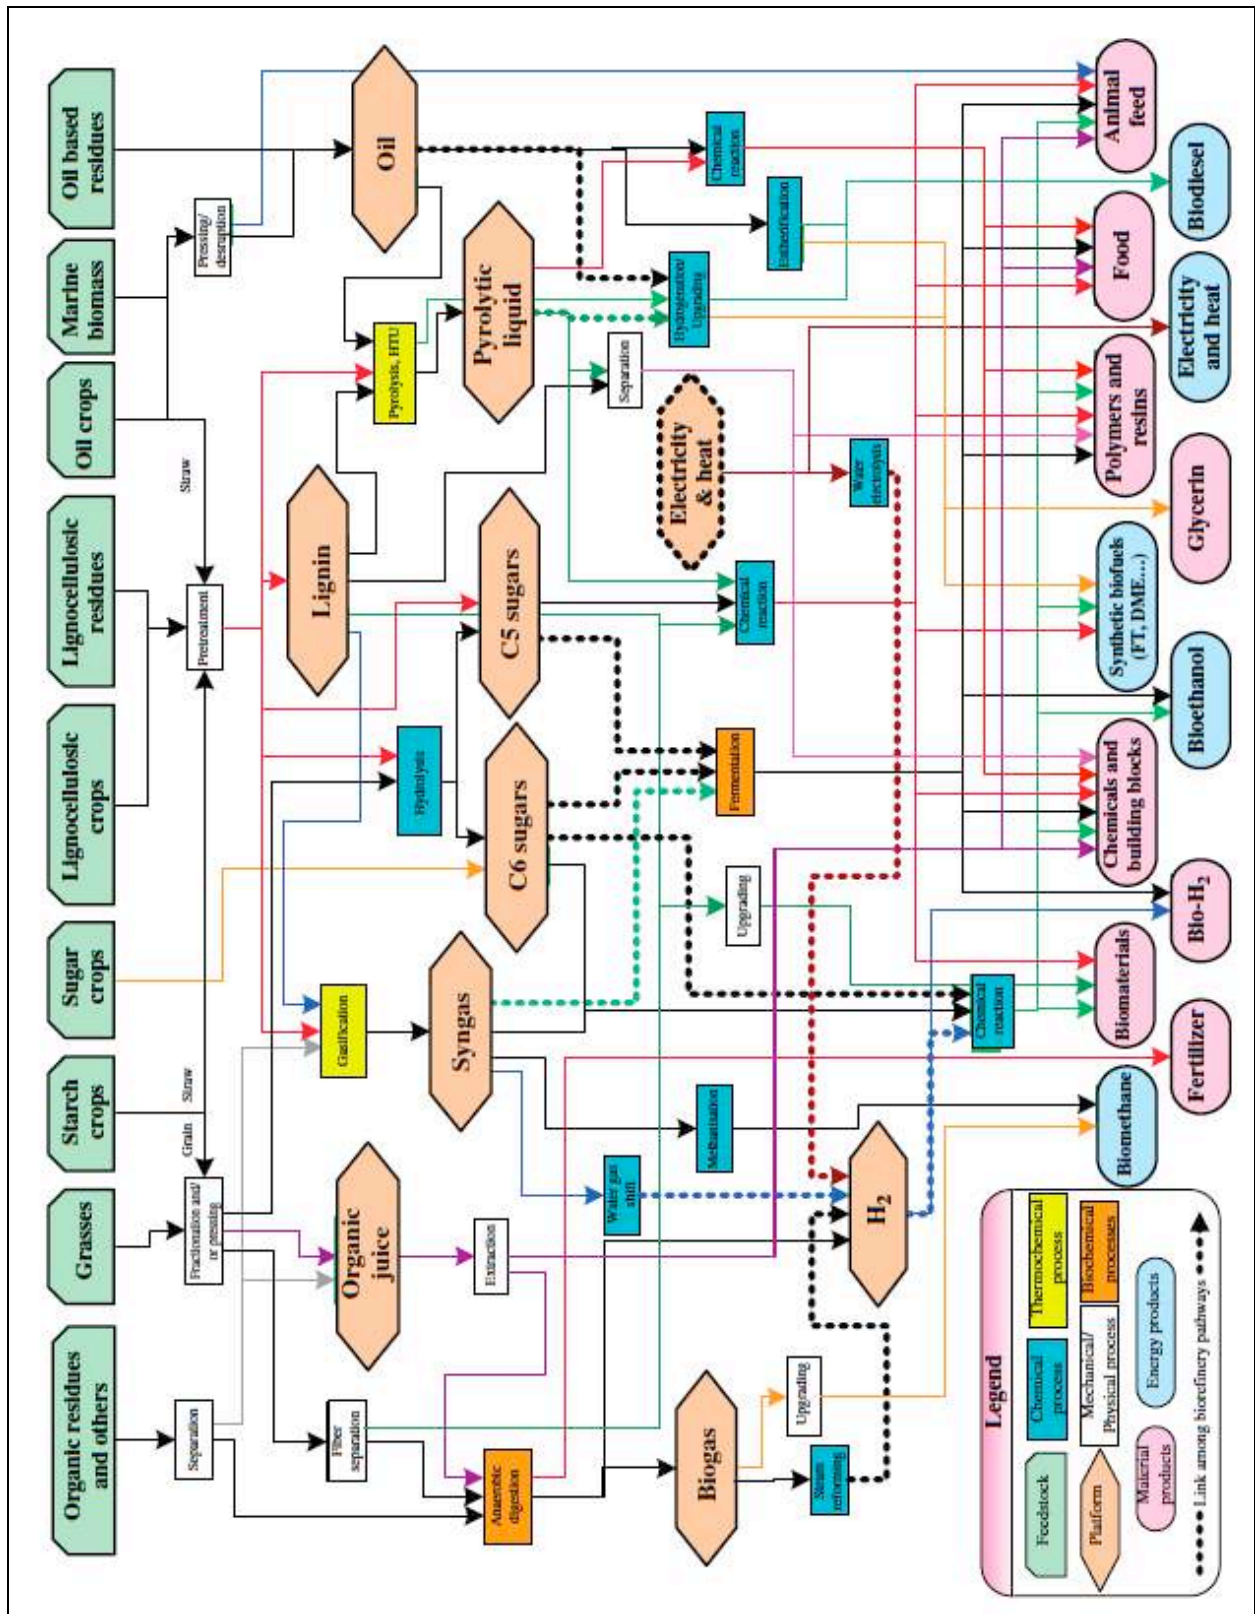 Organic residues
and others
Grasses
Starch
crops
Sugar
crops
Lignocellulosic
crops
Lignocellulosic
residues
Oil crops
Marine
biomass
Oil based
residues
Grain
Straw
Straw
Separation
Fractionation and/
or pressing
Pretreatment
Pressing/
desruption
Fiber
separation
Organic
juice
Gasification
Hydrolysis
Lignin
Pyrolysis, HTU
Oil
Anaerobic
digestion
Extraction
Syngas
C6 sugars
C5 sugars
Pyrolytic
liquid
Separation
Water gas
shift
Biogas
Upgrading
Steam
reforming
Methanisation
Upgrading
Fermentation
Chemical
reaction
Electricity
& heat
Hydrogenation/
Upgrading
Chemical
reaction
Esthenification
Water
electrolysis
H2
Chemical
reaction
Biomethane
Biomaterials
Chemicals and
building blocks
Synthetic biofuels
(FT, DME...)
Polymers and
resins
Food
Animal
feed
Fertilizer
Bio-H2
Bioethanol
Glycerin
Electricity
and heat
Biodiesel
Legend
Feedstock
Chemical
process
Thermochemical
process
Platform
Mechanical/
Physical process
Biochemical
processes
Material
products
Energy products
Link among biorefinery pathways